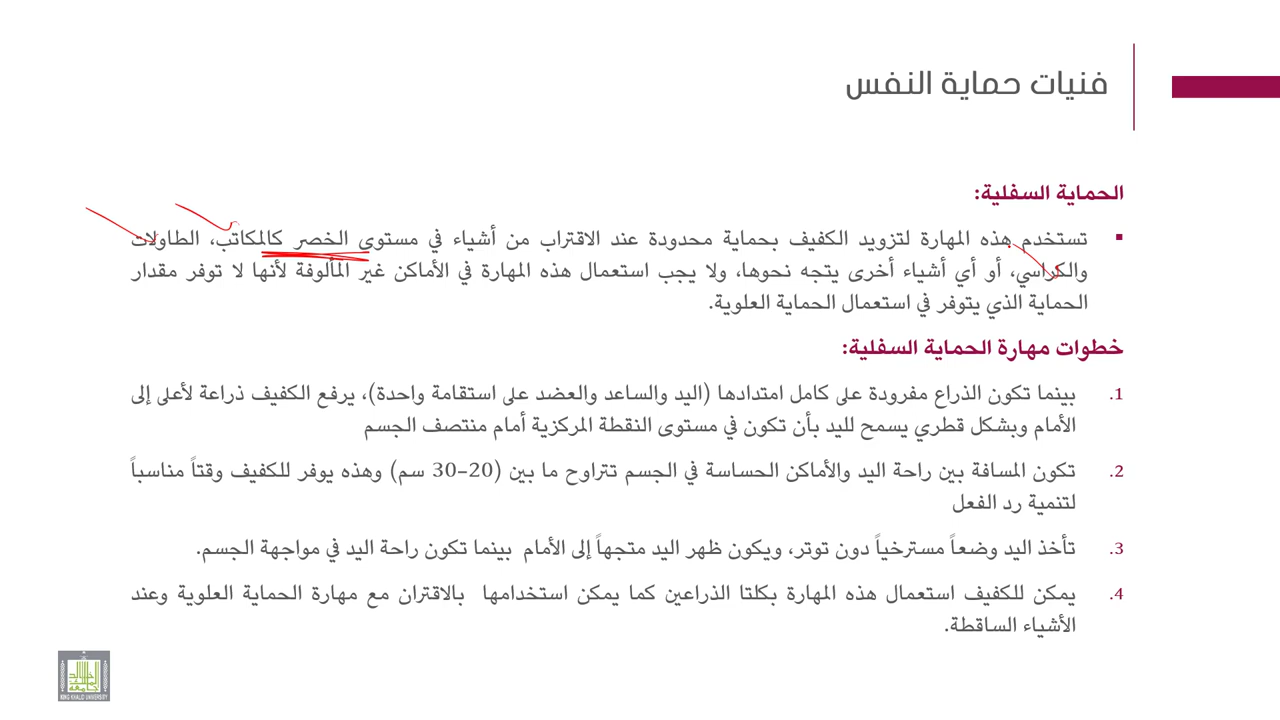 فنيات حماية النفس
الحماية السفلية:
▪ تستخدم هذه المهارة لتزويد الكفيف بحماية محدودة عند الاقتراب من أشياء في مستوى الخصر كالمكاتب، الطاولات
والكراسي، أو أي أشياء أخرى يتجه نحوها، ولا يجب استعمال هذه المهارة في الأماكن غير المألوفة لأنها لا توفر مقدار
الحماية الذي يتوفر في استعمال الحماية العلوية.
خطوات مهارة الحماية السفلية:
1. بينما تكون الذراع مفرودة على كامل امتدادها (اليد والساعد والعضد على استقامة واحدة)، يرفع الكفيف ذراعة لأعلى إلى
الأمام وبشكل قطري يسمح لليد بأن تكون في مستوى النقطة المركزية أمام منتصف الجسم
2. تكون المسافة بين راحة اليد والأماكن الحساسة في الجسم تتراوح ما بين (20-30 سم) وهذه يوفر للكفيف وقتاً مناسباً
لتنمية رد الفعل
3. تأخذ اليد وضعاً مسترخياً دون توتر، ويكون ظهر اليد متجهاً إلى الأمام بينما تكون راحة اليد في مواجهة الجسم.
4. يمكن للكفيف استعمال هذه المهارة بكلتا الذراعين كما يمكن استخدامها بالاقتران مع مهارة الحماية العلوية وعند
الأشياء الساقطة.
KING KHALID UNIVERSITY